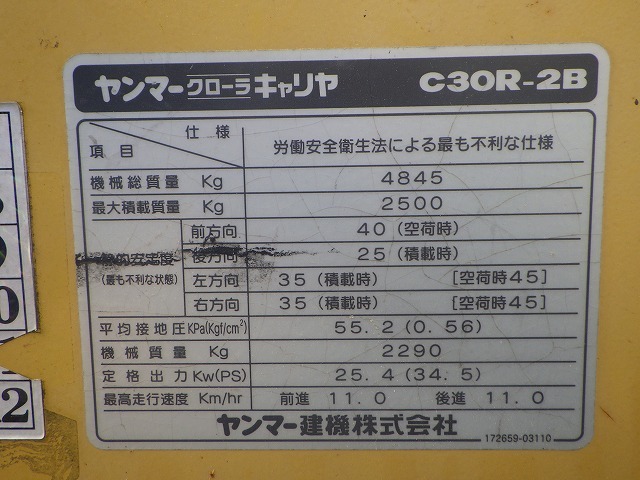 ヤンマークローラキャリヤ C30R-2B
仕様
項目
労働安全衛生法による最も不利な仕様
機械総質量 Kg 4845
最大積載質量 Kg 2500
前方向 40(空荷時)
安定度 後方向 25(積載時)
(最も不利な状態) 左方向 35(積載時) [空荷時45]
右方向 35(積載時) [空荷時45]
平均接地圧 KPa(Kgf/cm²) 55.2(0.56)
機械質量 Kg 2290
定格出力 Kw(PS) 25.4(34.5)
最高走行速度 Km/hr 前進 11.0 後進 11.0
ヤンマー建機株式会社
172659-03110